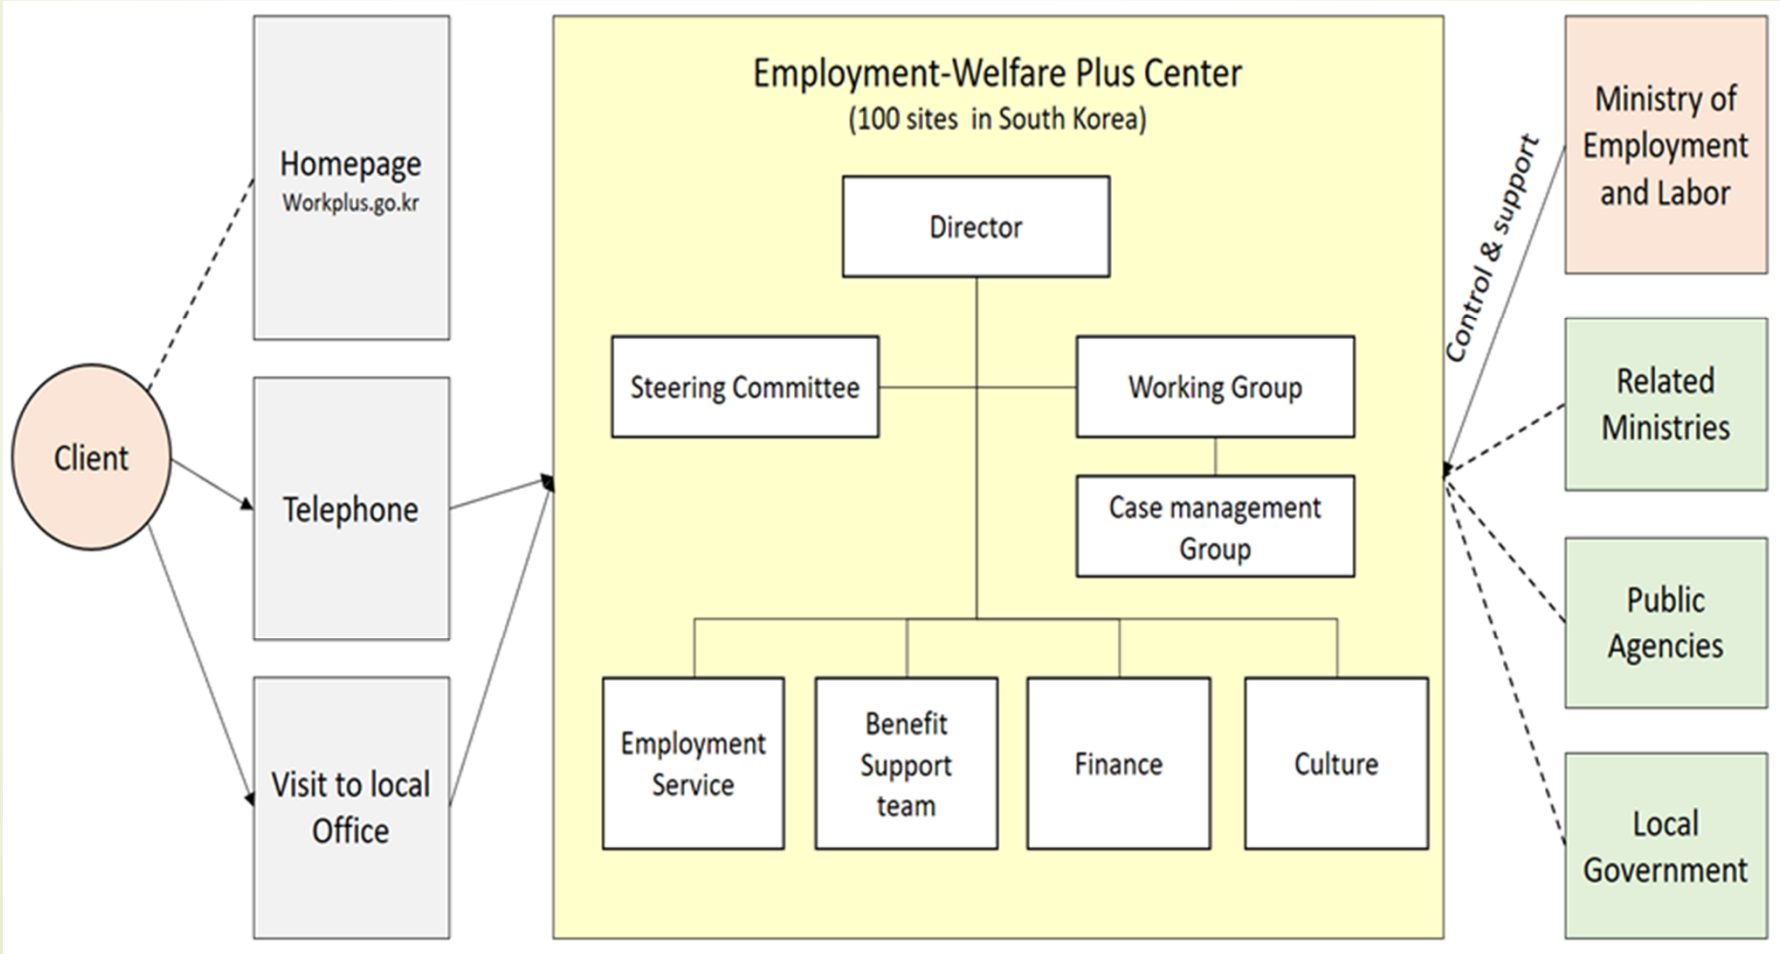 Client
Homepage
Workplus.go.kr
Telephone
Visit to local
Office
Employment-Welfare Plus Center
(100 sites in South Korea)
Director
Steering Committee
Working Group
Case management
Group
Employment
Service
Benefit
Support
team
Finance
Culture
Control & support
Ministry of
Employment
and Labor
Related
Ministries
Public
Agencies
Local
Government